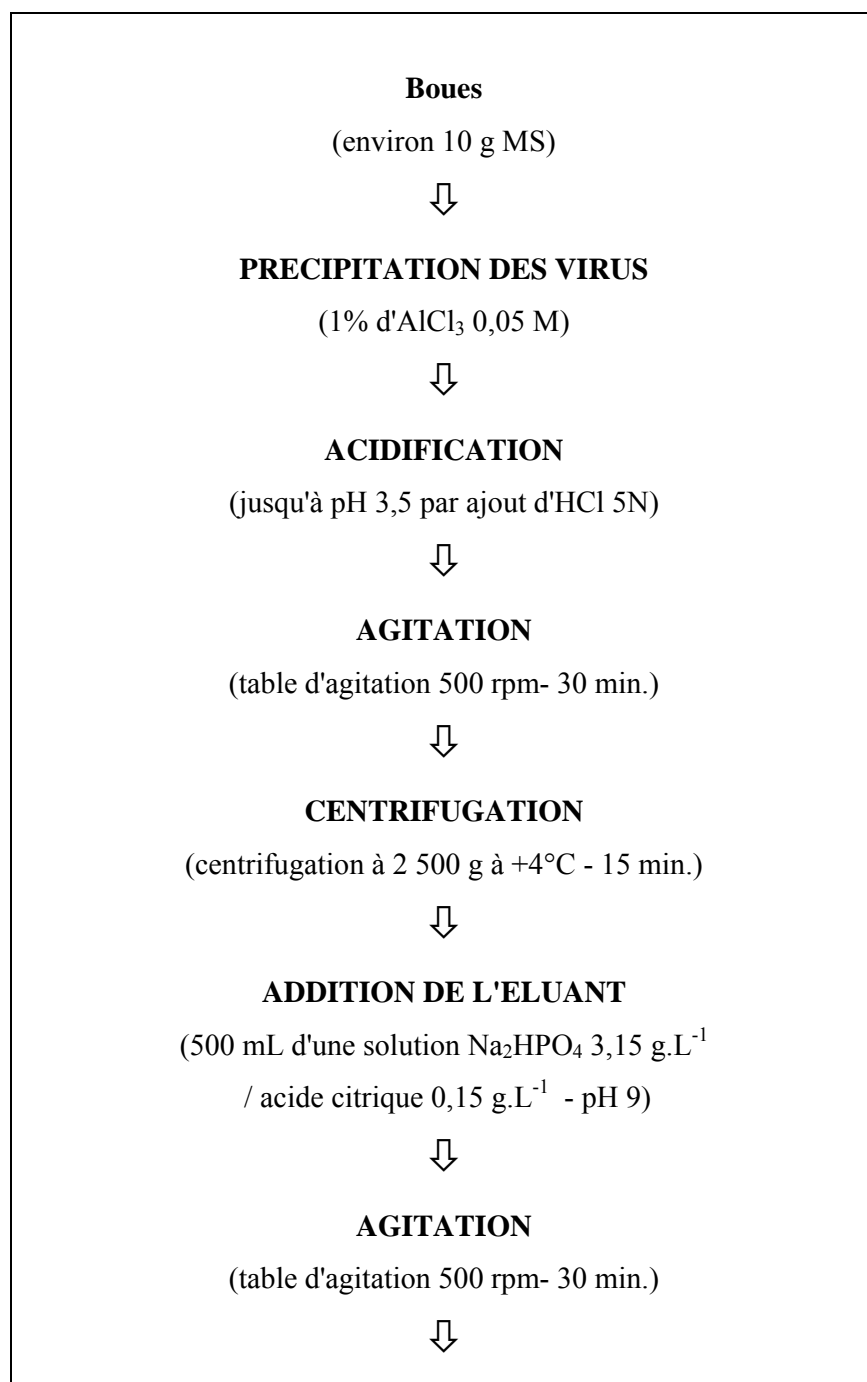 Boues
(environ 10 g MS)
⇩
PRECIPITATION DES VIRUS
(1% d'AlCl₃ 0,05 M)
⇩
ACIDIFICATION
(jusqu'à pH 3,5 par ajout d'HCl 5N)
⇩
AGITATION
(table d'agitation 500 rpm- 30 min.)
⇩
CENTRIFUGATION
(centrifugation à 2 500 g à +4°C - 15 min.)
⇩
ADDITION DE L'ELUANT
(500 mL d'une solution Na₂HPO₄ 3,15 g.L⁻¹
/ acide citrique 0,15 g.L⁻¹ - pH 9)
⇩
AGITATION
(table d'agitation 500 rpm- 30 min.)
⇩